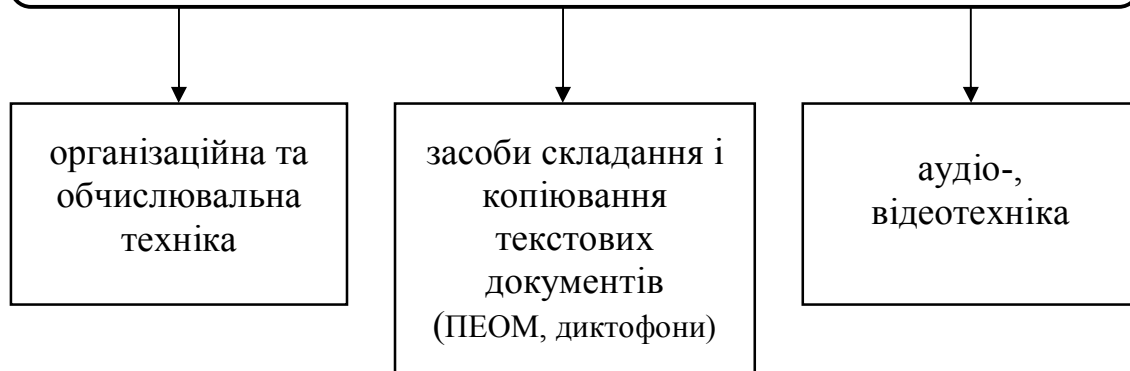 організаційна та
обчислювальна
техніка
засоби складання і
копіювання
текстових
документів
(ПЕОМ, диктофони)
аудіо-,
відеотехніка